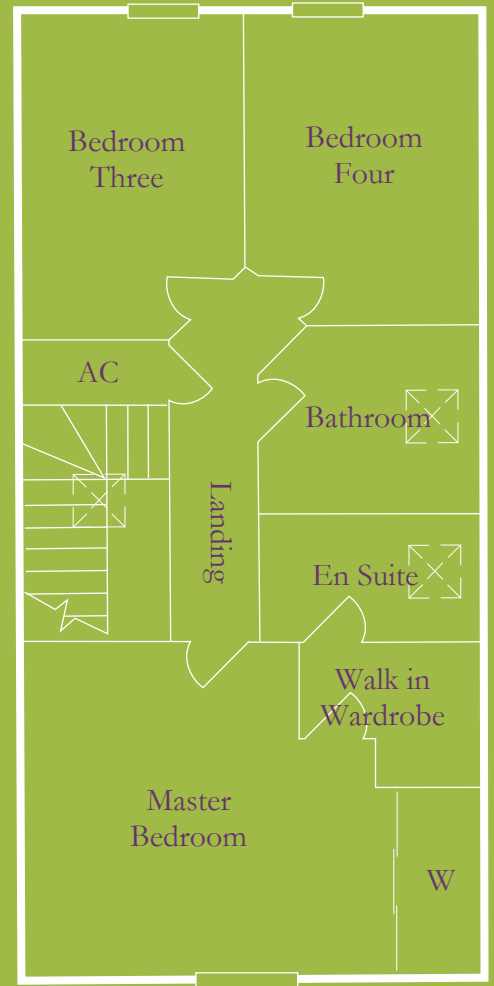 Bedroom
Three
Bedroom
Four
AC
Bathroom
Landing
En Suite
Walk in
Wardrobe
Master
Bedroom
W